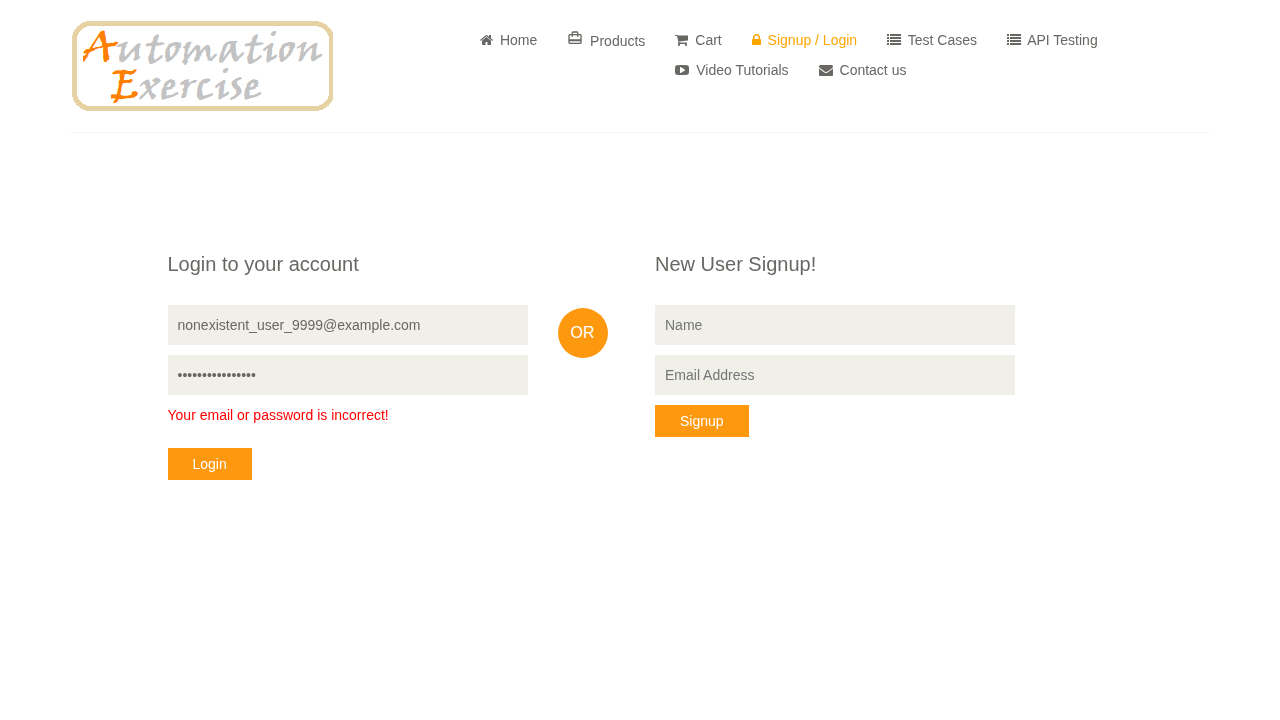 Automation
Exercise
Home
Products
Cart
Signup / Login
Test Cases
API Testing
Video Tutorials
Contact us
Login to your account
nonexistent_user_9999@example.com
••••••••••••••••
Your email or password is incorrect!
Login
OR
New User Signup!
Name
Email Address
Signup